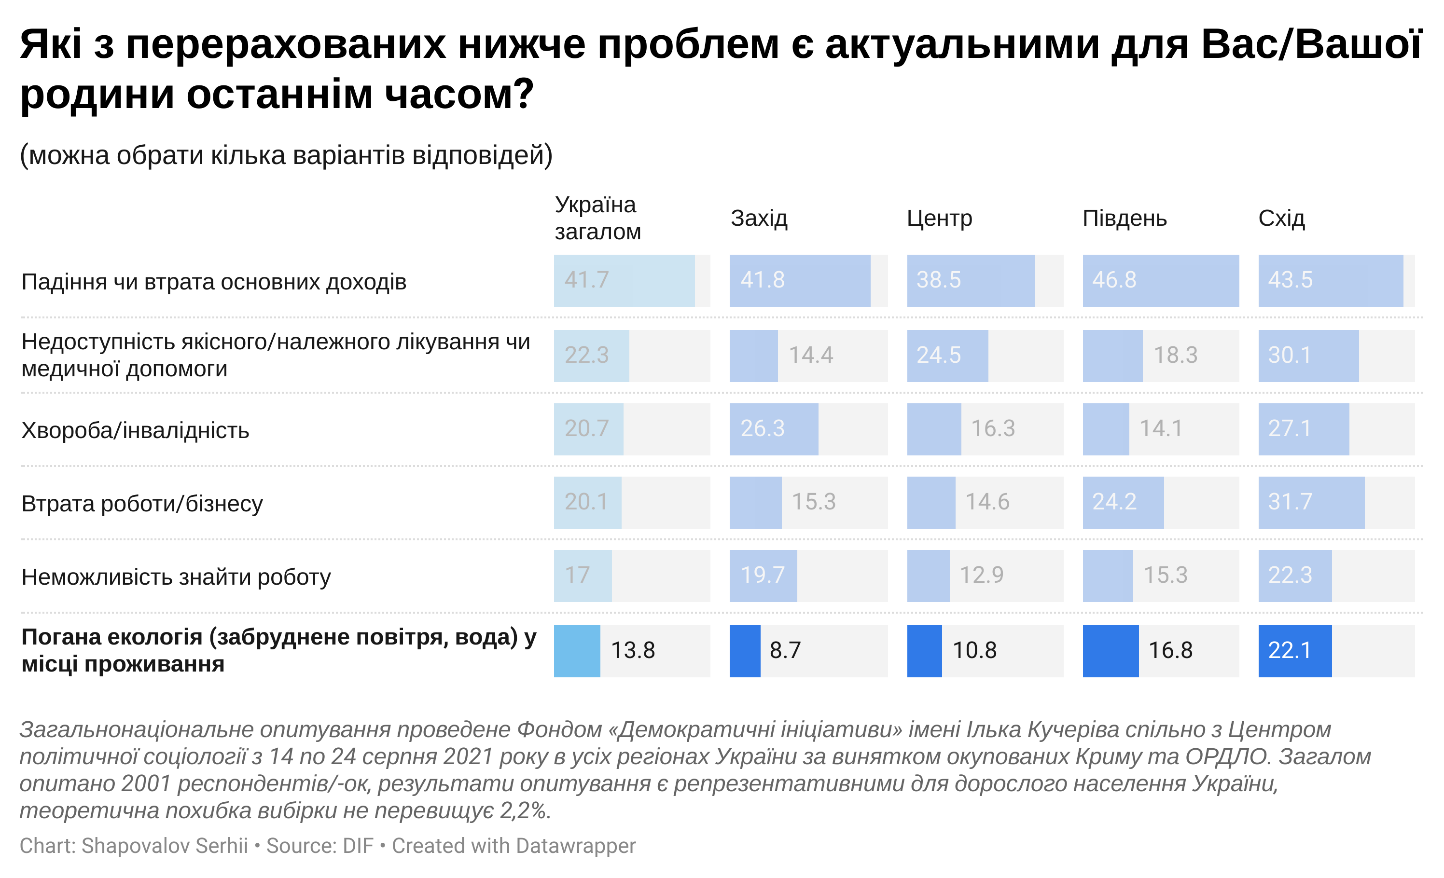 Які з перерахованих нижче проблем є актуальними для Вас/Вашої
родини останнім часом?
(можна обрати кілька варіантів відповідей)
Україна
загалом
Захід
Центр
Південь
Схід
Падіння чи втрата основних доходів
41.7
41.8
38.5
46.8
43.5
Недоступність якісного/належного лікування чи
медичної допомоги
22.3
14.4
24.5
18.3
30.1
Хвороба/інвалідність
20.7
26.3
16.3
14.1
27.1
Втрата роботи/бізнесу
20.1
15.3
14.6
24.2
31.7
Неможливість знайти роботу
17
19.7
12.9
15.3
22.3
Погана екологія (забруднене повітря, вода) у
місці проживання
13.8
8.7
10.8
16.8
22.1
Загальнонаціональне опитування проведене Фондом «Демократичні ініціативи» імені Ілька Кучеріва спільно з Центром
політичної соціології з 14 по 24 серпня 2021 року в усіх регіонах України за винятком окупованих Криму та ОРДЛО. Загалом
опитано 2001 респондентів/-ок, результати опитування є репрезентативними для дорослого населення України,
теоретична похибка вибірки не перевищує 2,2%.
Chart: Shapovalov Serhii • Source: DIF • Created with Datawrapper